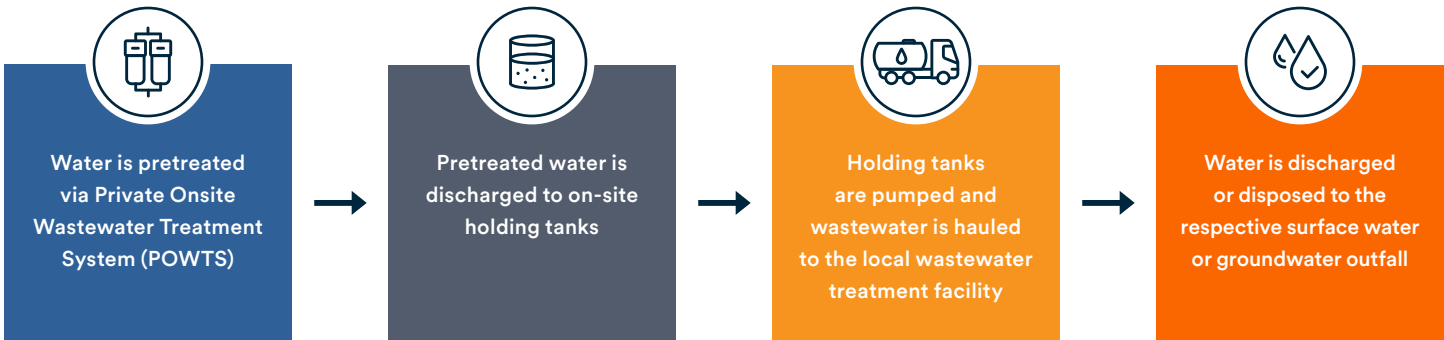 Water is pretreated
via Private Onsite
Wastewater Treatment
System (POWTS)
Pretreated water is
discharged to on-site
holding tanks
Holding tanks
are pumped and
wastewater is hauled
to the local wastewater
treatment facility
Water is discharged
or disposed to the
respective surface water
or groundwater outfall